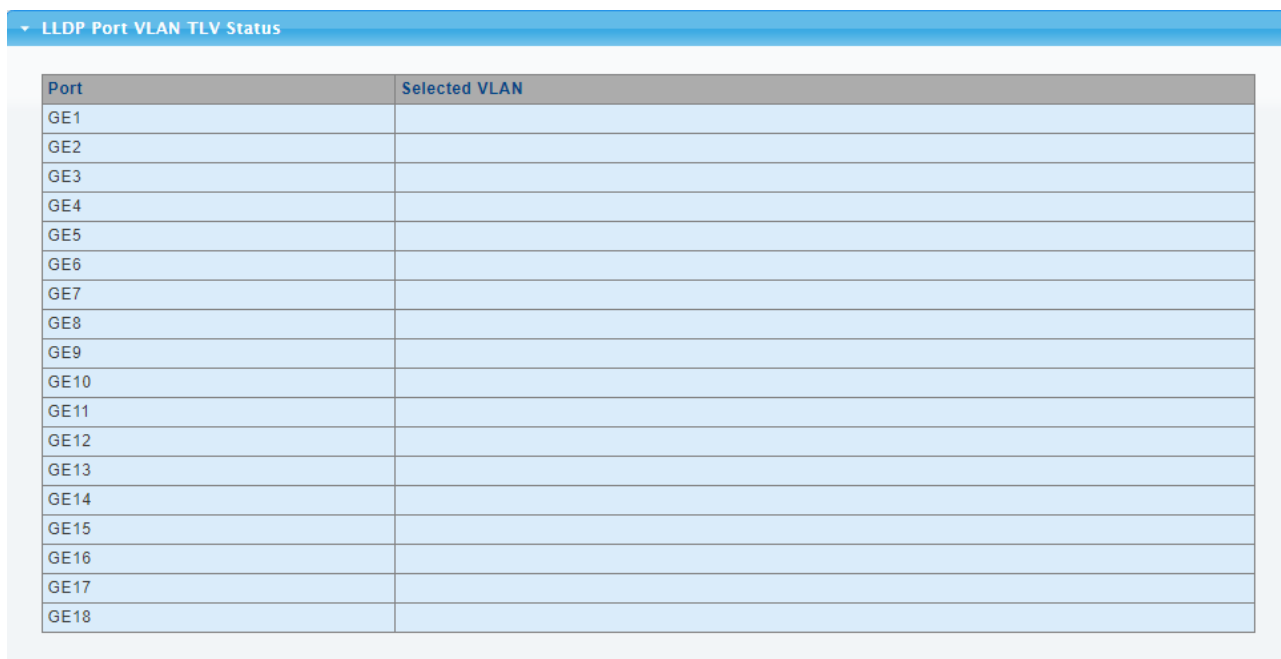 LLDP Port VLAN TLV Status
Port Selected VLAN
GE1
GE2
GE3
GE4
GE5
GE6
GE7
GE8
GE9
GE10
GE11
GE12
GE13
GE14
GE15
GE16
GE17
GE18